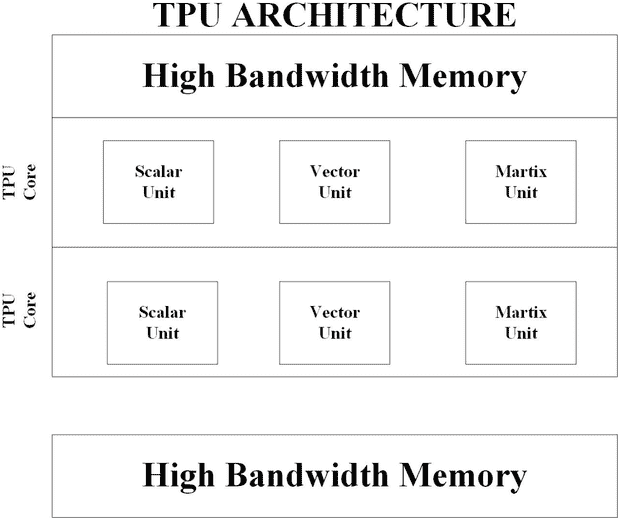 TPU ARCHITECTURE
High Bandwidth Memory
TPU
Core
Scalar
Unit
Vector
Unit
Martix
Unit
TPU
Core
Scalar
Unit
Vector
Unit
Martix
Unit
High Bandwidth Memory